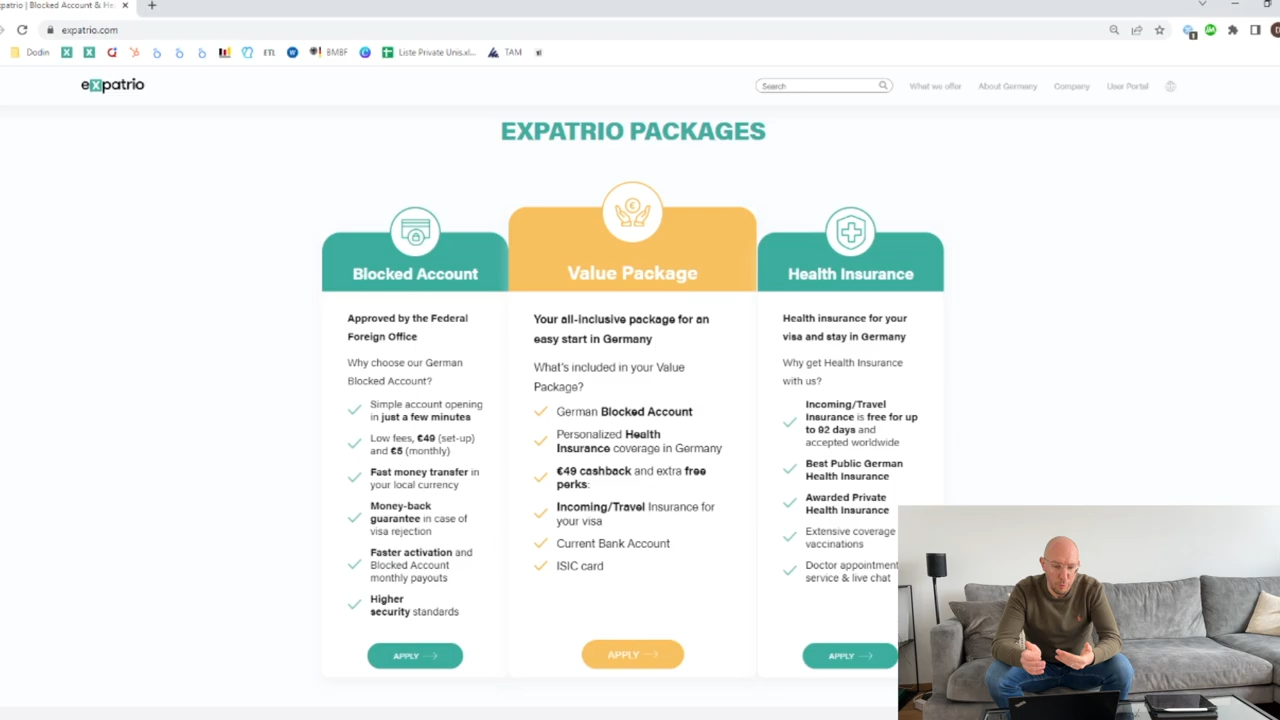 xpatrio | Blocked Account & He
expatrio.com
Dodin
BMBF
Liste Private Unis.xl...
TAM
expatrio
Search
What we offer
About Germany
Company
User Portal
EXPATRIO PACKAGES
Blocked Account
Approved by the Federal
Foreign Office
Why choose our German
Blocked Account?
Simple account opening
in just a few minutes
Low fees, €49 (set-up)
and €5 (monthly)
Fast money transfer in
your local currency
Money-back
guarantee in case of
visa rejection
Faster activation and
Blocked Account
monthly payouts
Higher
security standards
APPLY
Value Package
Your all-inclusive package for an
easy start in Germany
What's included in your Value
Package?
German Blocked Account
Personalized Health
Insurance coverage in Germany
€49 cashback and extra free
perks:
Incoming/Travel Insurance for
your visa
Current Bank Account
ISIC card
APPLY
Health Insurance
Health insurance for your
visa and stay in Germany
Why get Health Insurance
with us?
Incoming/Travel
Insurance is free for up
to 92 days and
accepted worldwide
Best Public German
Health Insurance
Awarded Private
Health Insurance
Extensive coverage
vaccinations
Doctor appointment
service & live chat
APPLY